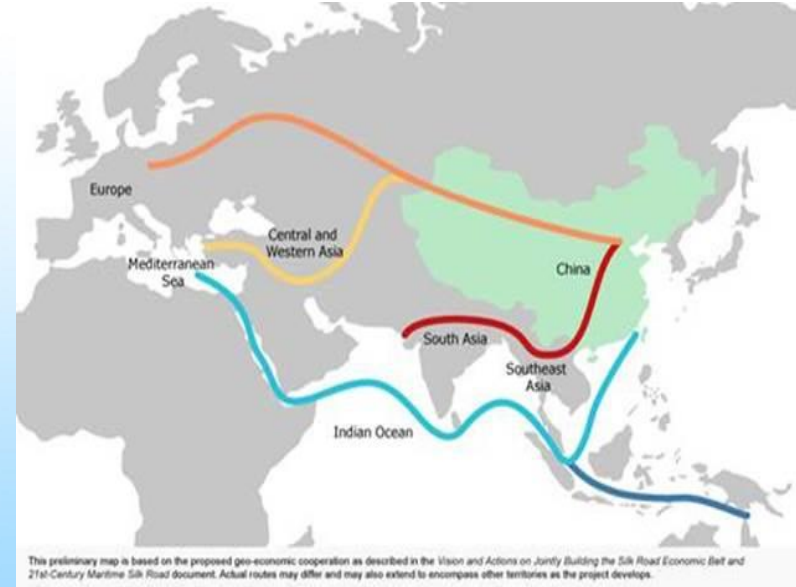 Europe
Central and
Western Asia
Mediterranean
Sea
China
South Asia
Southeast
Asia
Indian Ocean
This preliminary map is based on the proposed geo-economic cooperation as described in the Vision and Actions on Jointly Building the Silk Road Economic Belt and
21st-Century Maritime Silk Road document. Actual routes may differ and may also extend to encompass other territories as the project develops.